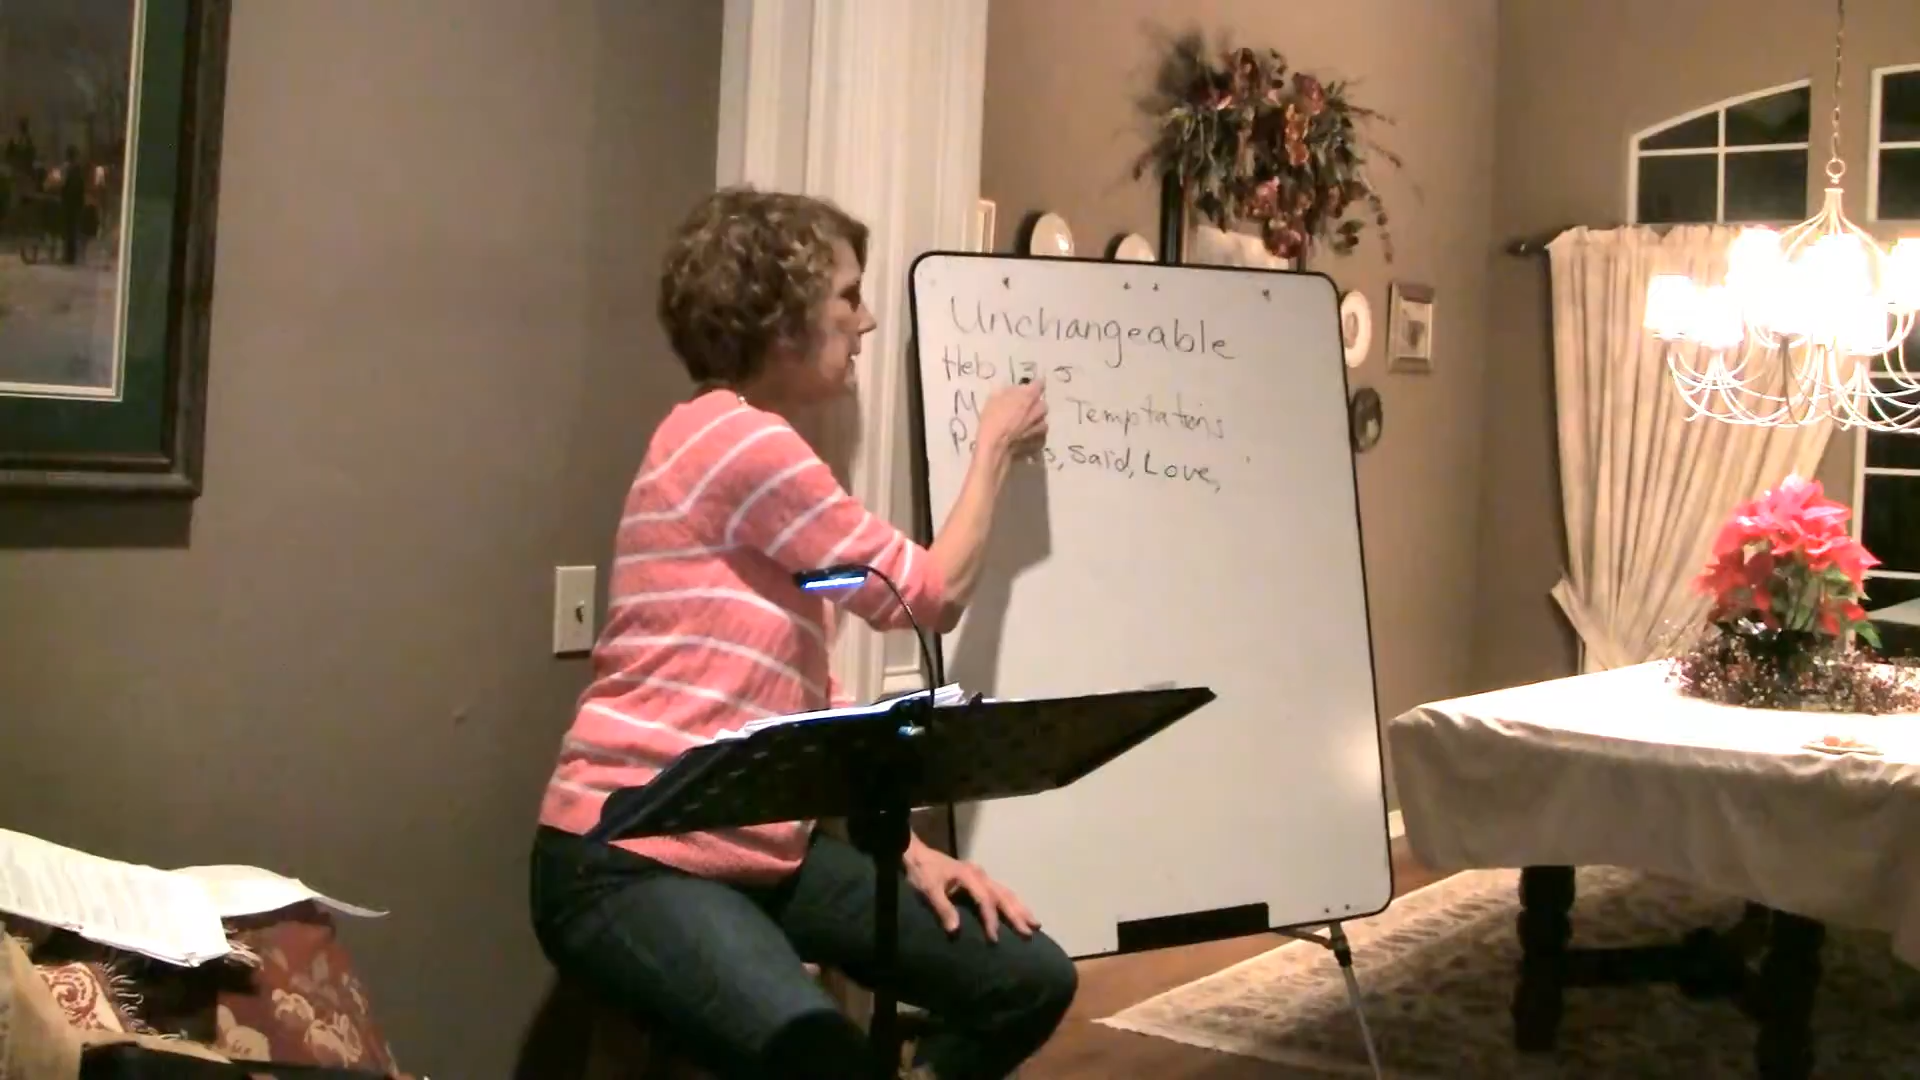 Unchangeable
Heb 13 5
Temptations
Said, Love,